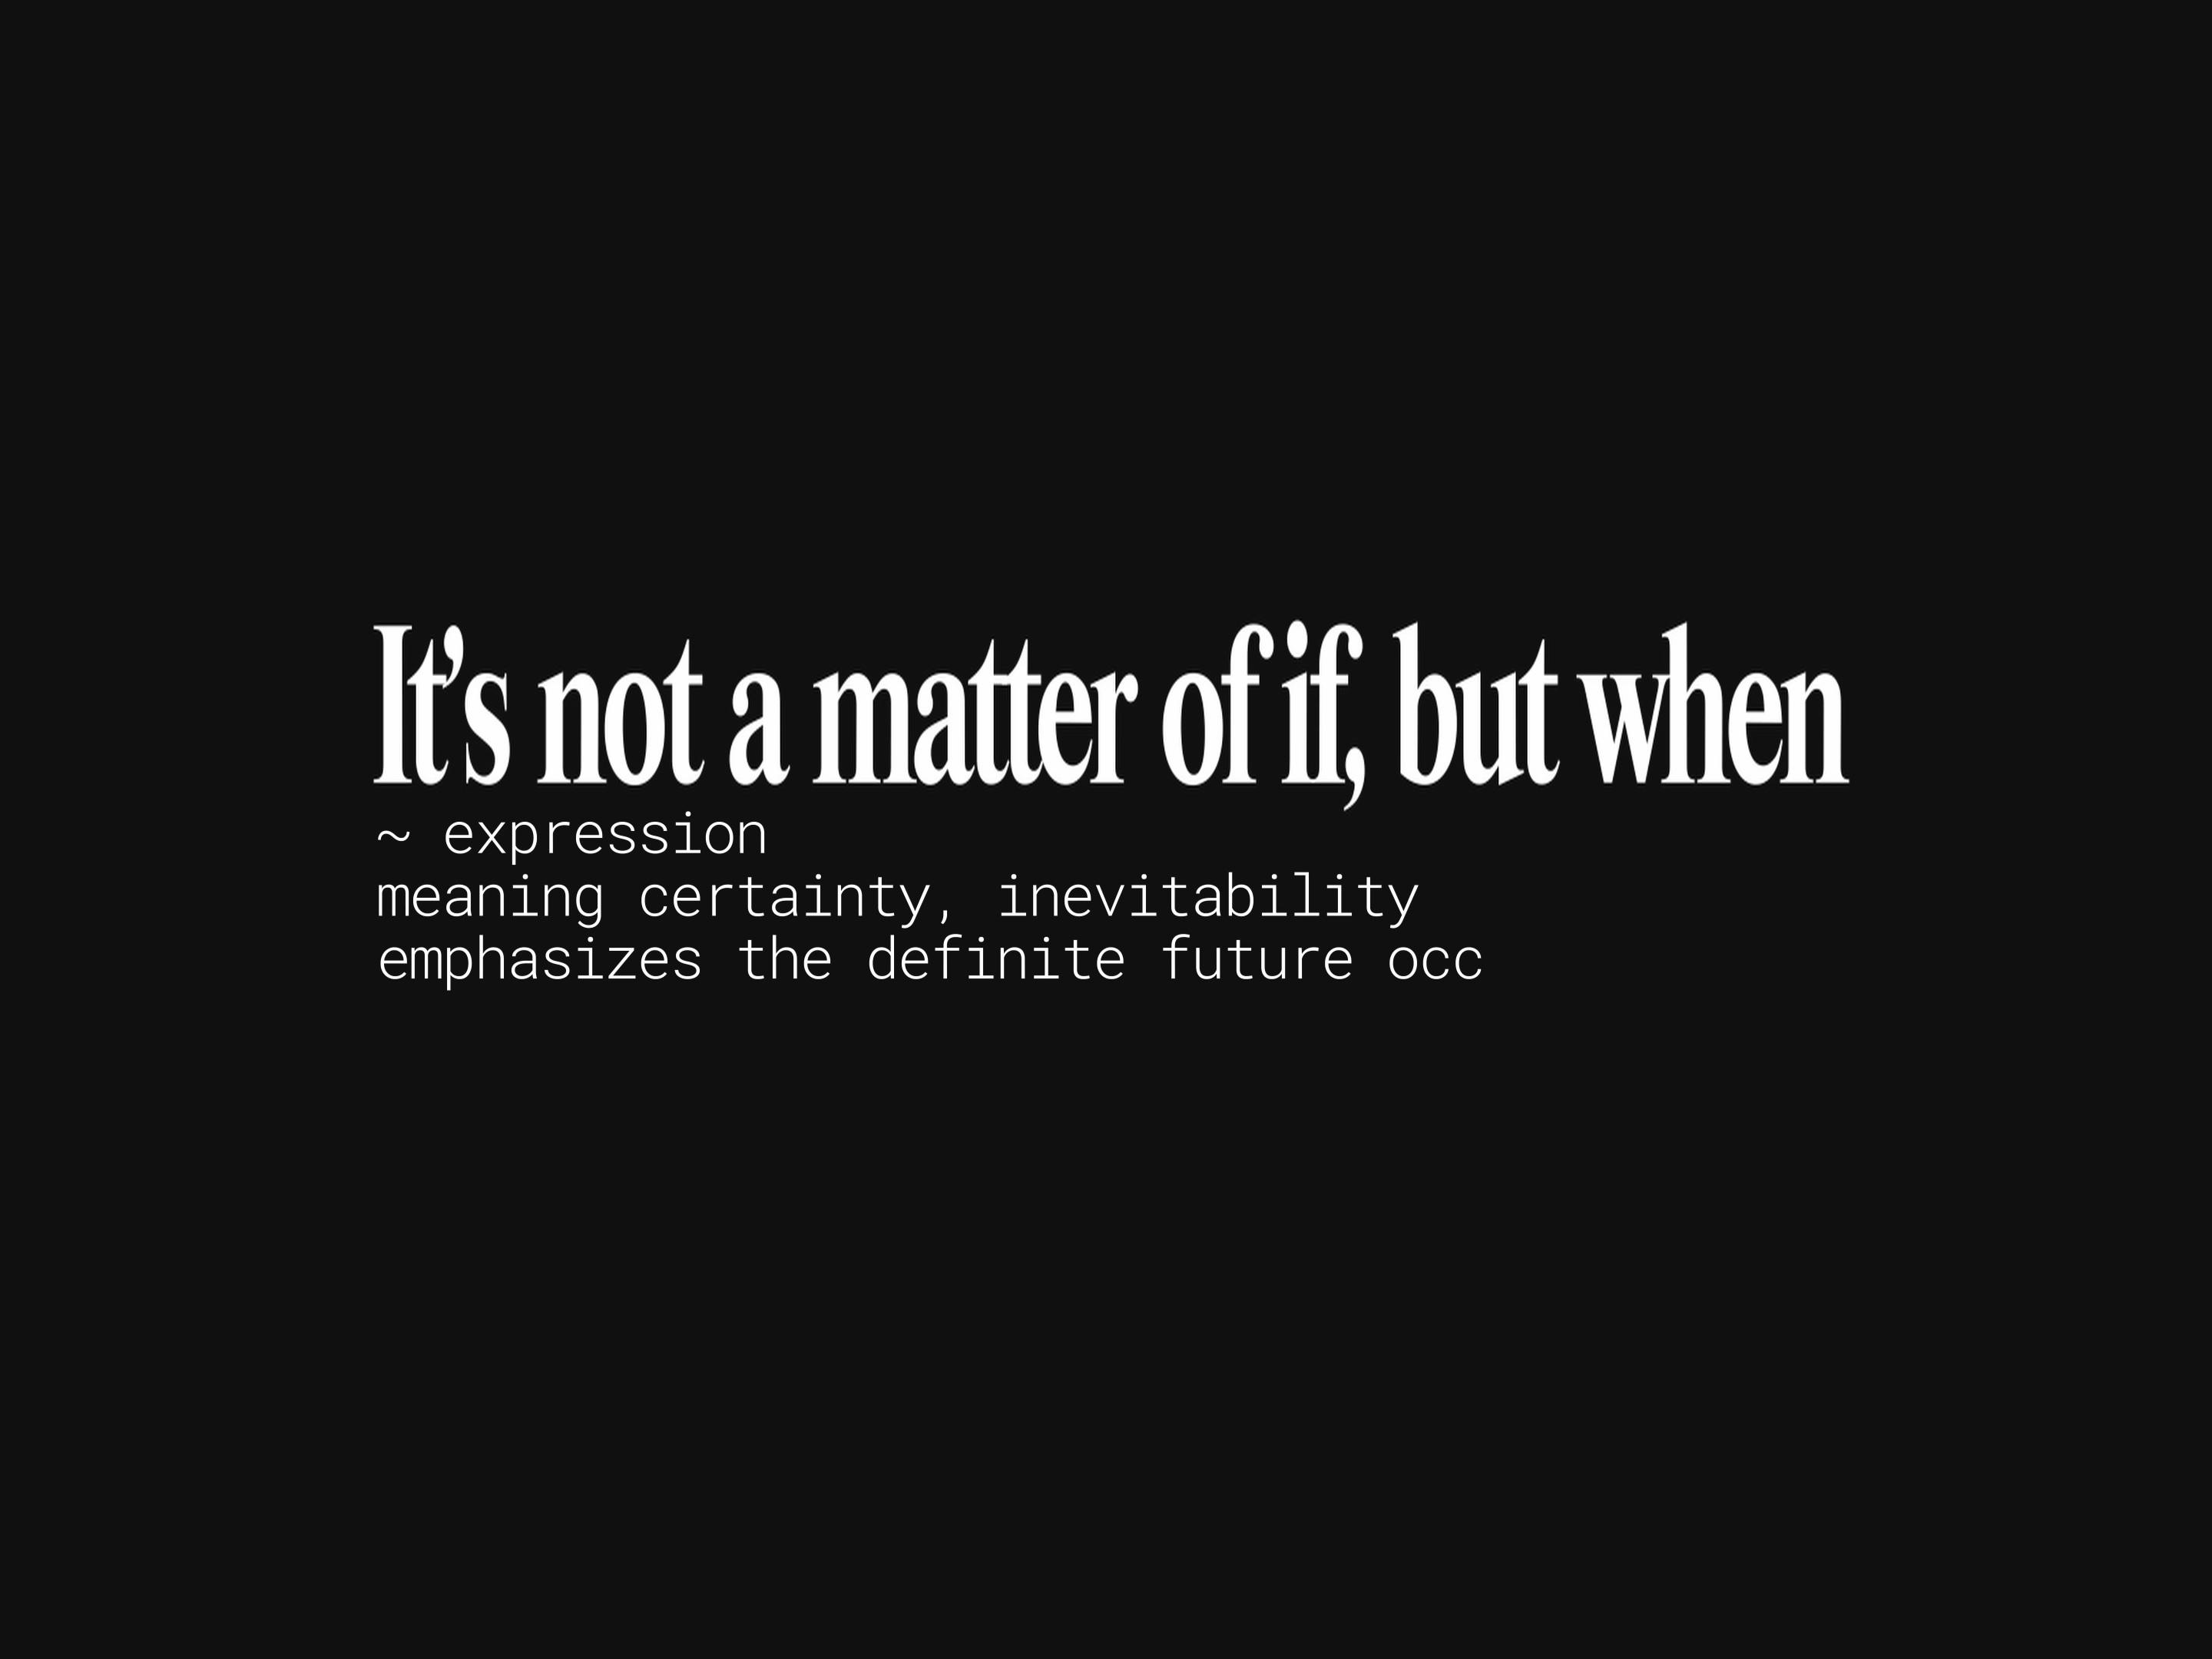 It’s not a matter of if, but when
~ expression
meaning certainty, inevitability
emphasizes the definite future occ